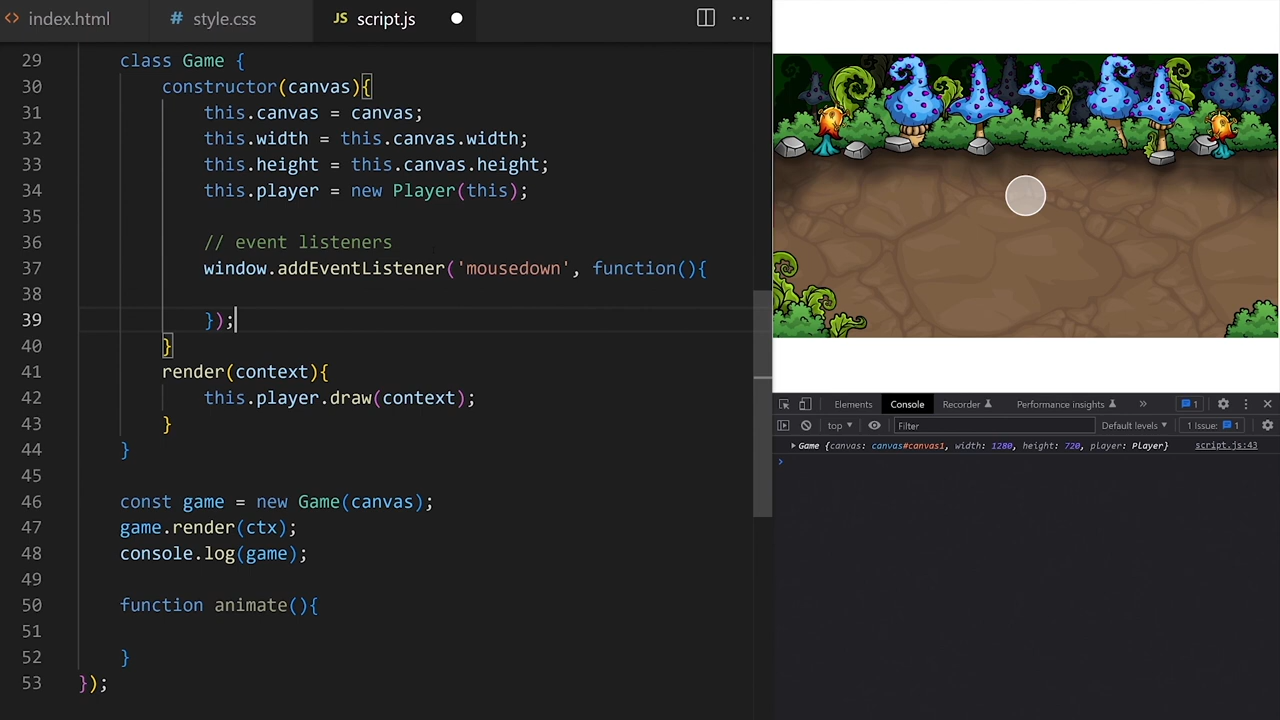 index.html
# style.css
JS script.js
29 class Game {
30 constructor(canvas){
31 this.canvas = canvas;
32 this.width = this.canvas.width;
33 this.height = this.canvas.height;
34 this.player = new Player(this);
35
36 // event listeners
37 window.addEventListener('mousedown', function(){
38
39 });
40 }
41 render(context){
42 this.player.draw(context);
43 }
44 }
45
46 const game = new Game(canvas);
47 game.render(ctx);
48 console.log(game);
49
50 function animate(){
51
52 }
53 });
Elements Console Recorder Performance insights » 1
top Filter Default levels 1 Issue: 1
Game {canvas: canvas#canvas1, width: 1280, height: 720, player: Player} script.js:43